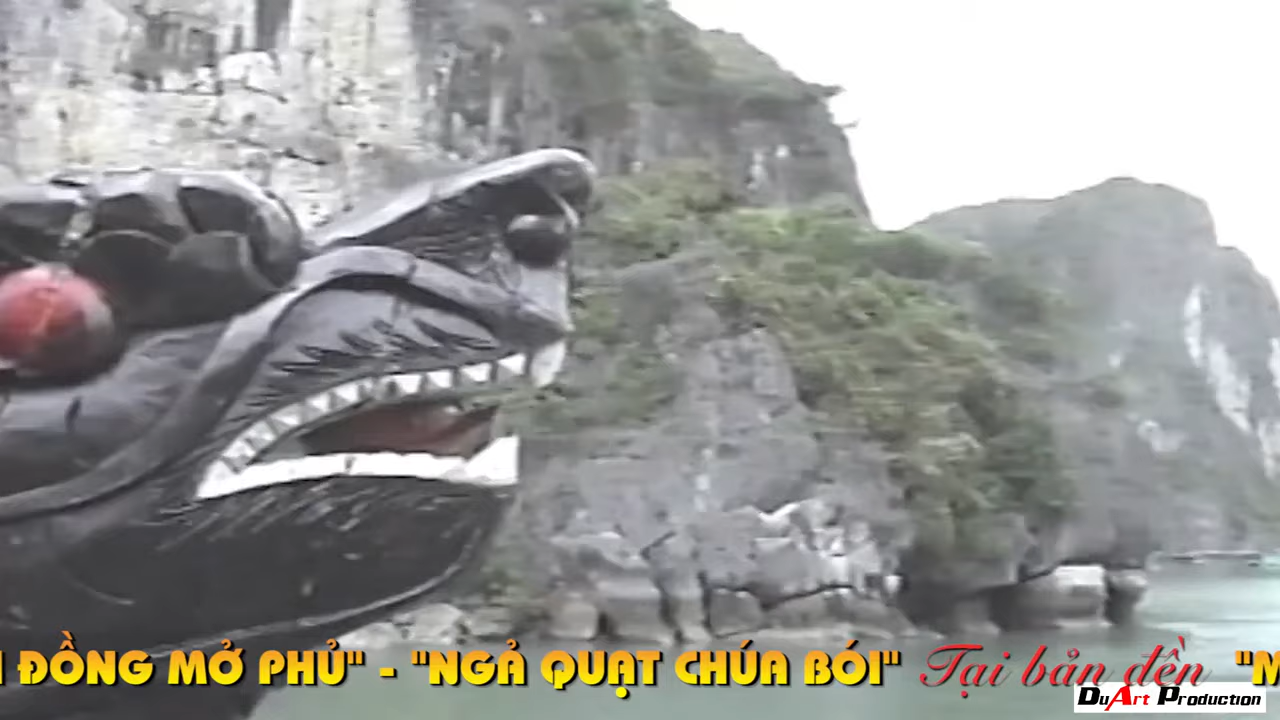 ĐỒNG MỞ PHỦ" - "NGẢ QUẠT CHÚA BÓI" Tại bản đền "M
DuArt Production